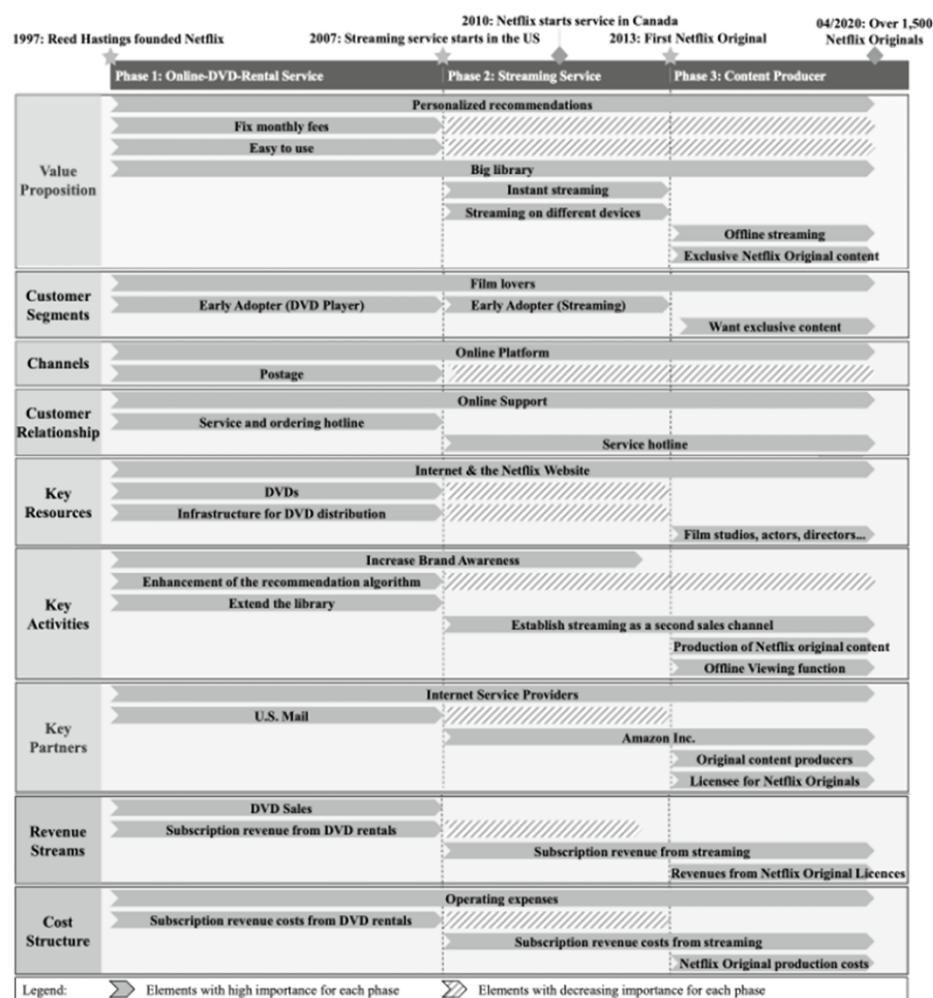 2010: Netflix starts service in Canada
04/2020: Over 1,500
1997: Reed Hastings founded Netflix
2007: Streaming service starts in the US
2013: First Netflix Original
Netflix Originals
Phase 1: Online-DVD-Rental Service
Phase 2: Streaming Service
Phase 3: Content Producer
Value
Proposition
Personalized recommendations
Fix monthly fees
Easy to use
Big library
Instant streaming
Streaming on different devices
Offline streaming
Exclusive Netflix Original content
Customer
Segments
Film lovers
Early Adopter (DVD Player)
Early Adopter (Streaming)
Want exclusive content
Channels
Online Platform
Postage
Customer
Relationship
Online Support
Service and ordering hotline
Service hotline
Key
Resources
Internet & the Netflix Website
DVDs
Infrastructure for DVD distribution
Film studios, actors, directors...
Key
Activities
Increase Brand Awareness
Enhancement of the recommendation algorithm
Extend the library
Establish streaming as a second sales channel
Production of Netflix original content
Offline Viewing function
Key
Partners
Internet Service Providers
U.S. Mail
Amazon Inc.
Original content producers
Licensee for Netflix Originals
Revenue
Streams
DVD Sales
Subscription revenue from DVD rentals
Subscription revenue from streaming
Revenues from Netflix Original Licences
Cost
Structure
Operating expenses
Subscription revenue costs from DVD rentals
Subscription revenue costs from streaming
Netflix Original production costs
Legend:
Elements with high importance for each phase
Elements with decreasing importance for each phase